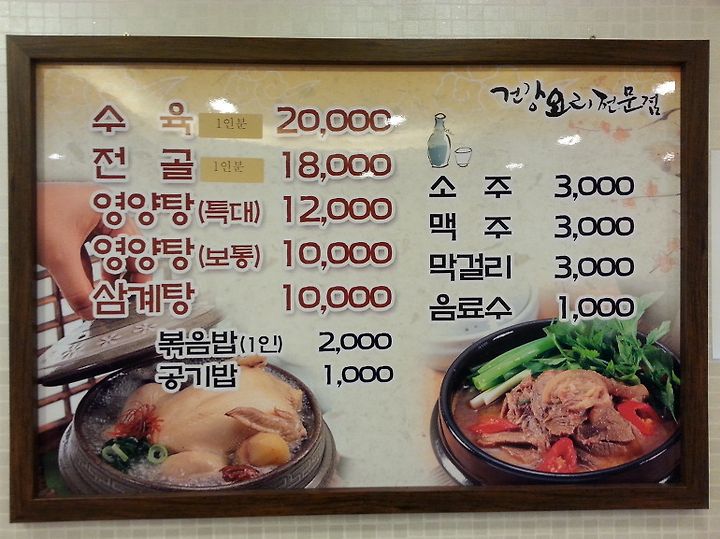 건강요리전문점
수 육 1인분 20,000
전 골 1인분 18,000
영양탕(특대) 12,000
영양탕(보통) 10,000
삼계탕 10,000
볶음밥(1인) 2,000
공기밥 1,000
소 주 3,000
맥 주 3,000
막걸리 3,000
음료수 1,000